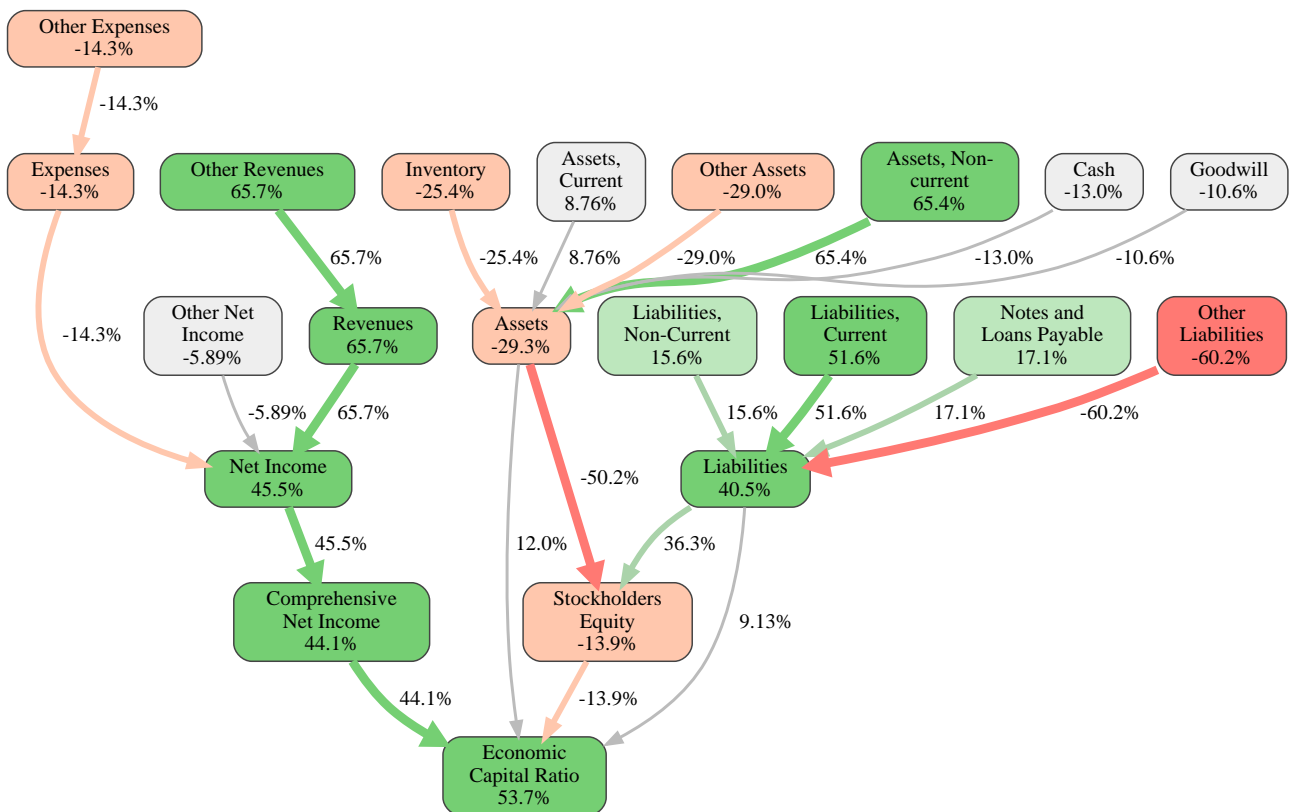 Other Expenses
-14.3%
-14.3%
Expenses
-14.3%
Other Revenues
65.7%
Inventory
-25.4%
Assets,
Current
8.76%
Other Assets
-29.0%
Assets, Non-
current
65.4%
Cash
-13.0%
Goodwill
-10.6%
65.7%
-25.4%
8.76%
-29.0%
65.4%
-13.0%
-10.6%
-14.3%
Other Net
Income
-5.89%
Revenues
65.7%
Assets
-29.3%
Liabilities,
Non-Current
15.6%
Liabilities,
Current
51.6%
Notes and
Loans Payable
17.1%
Other
Liabilities
-60.2%
-5.89%
65.7%
15.6%
51.6%
17.1%
-60.2%
Net Income
45.5%
-50.2%
Liabilities
40.5%
45.5%
12.0%
36.3%
9.13%
Comprehensive
Net Income
44.1%
Stockholders
Equity
-13.9%
44.1%
-13.9%
Economic
Capital Ratio
53.7%